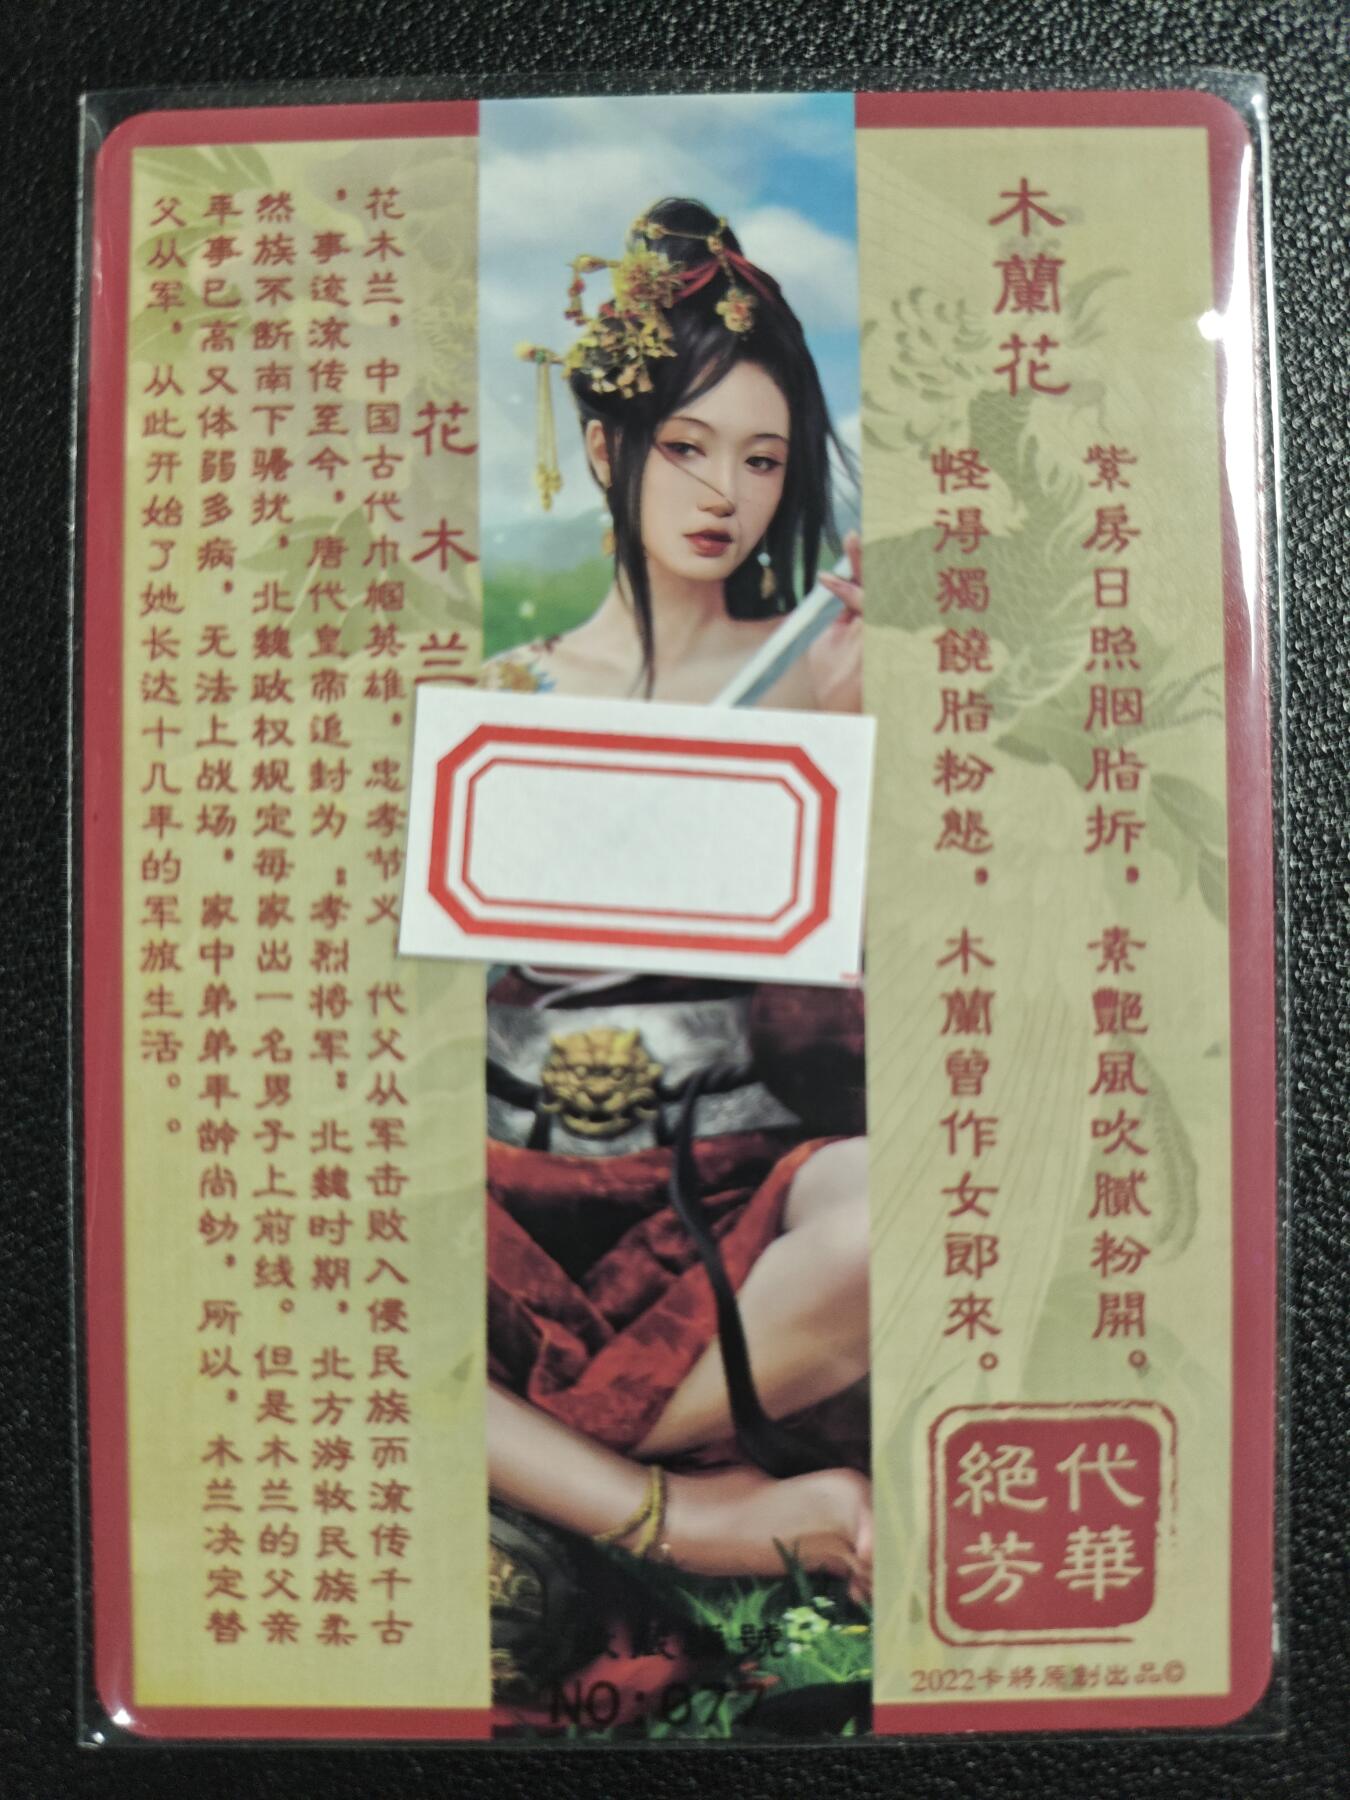 木蘭花
紫房日照胭脂拆，素艷風吹膩粉開。
怪得獨饒脂粉態，木蘭曾作女郎來。
代華
絕芳
2022卡將原創出品©
花木兰
花木兰，中国古代巾帼英雄，忠孝节义，代父从军击败入侵民族而流传千古
，事迹流传至今，唐代皇帝追封为“孝烈将军”北魏时期，北方游牧民族柔
然族不断南下骚扰，北魏政权规定每家出一名男子上前线。但是木兰的父亲
年事已高又体弱多病，无法上战场，家中弟弟年龄尚幼，所以，木兰决定替
父从军，从此开始了她长达十几年的军旅生活。。
號
NO:077